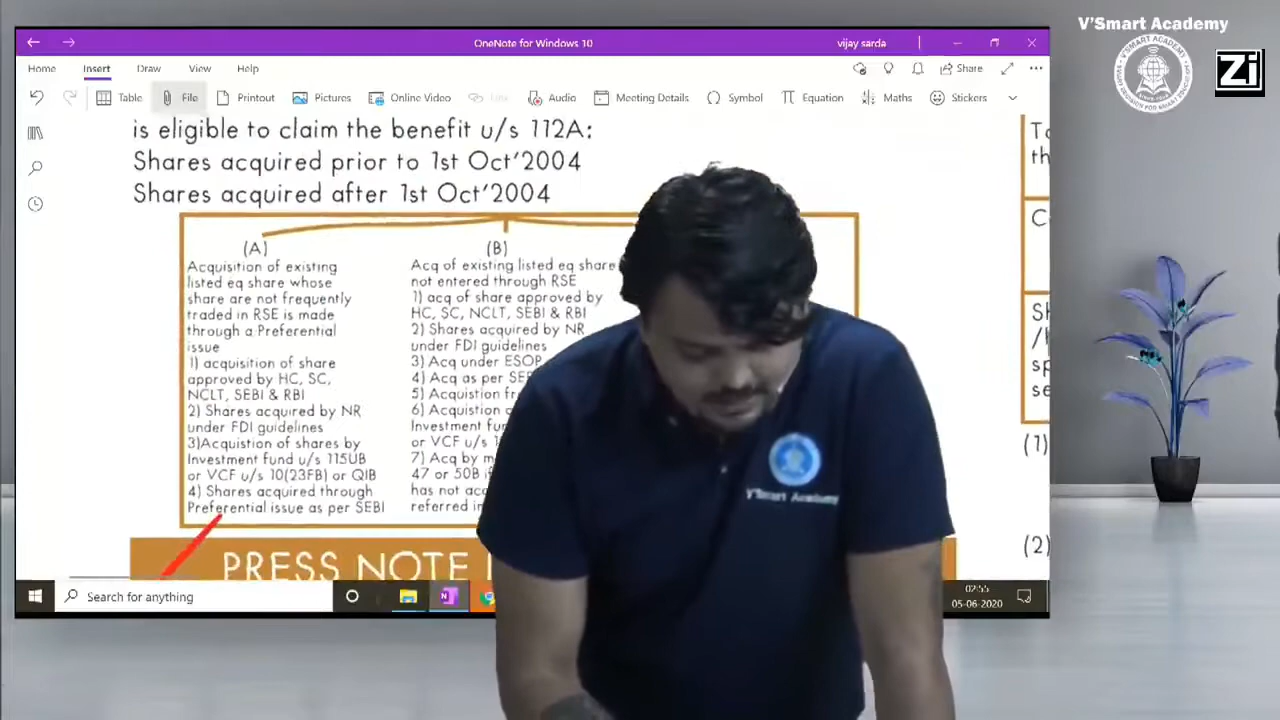 V'Smart Academy
Zi
OneNote for Windows 10
vijay sarda
Home
Insert
Draw
View
Help
Share
Table
File
Printout
Pictures
Online Video
Link
Audio
Meeting Details
Symbol
Equation
Maths
Stickers
is eligible to claim the benefit u/s 112A:
Shares acquired prior to 1st Oct'2004
Shares acquired after 1st Oct'2004
(A)
Acquisition of existing
listed eq share whose
share are not frequently
traded in RSE is made
through a Preferential
issue
1) acquisition of share
approved by HC, SC,
NCLT, SEBI & RBI
2) Shares acquired by NR
under FDI guidelines
3)Acquistion of shares by
Investment fund u/s 115UB
or VCF u/s 10(23FB) or QIB
4) Shares acquired through
Preferential issue as per SEBI
(B)
Acq of existing listed eq share
not entered through RSE
1) acq of share approved by
HC, SC, NCLT, SEBI & RBI
2) Shares acquired by NR
under FDI guidelines
3) Acq under ESOP
4) Acq as per
5) Acquistion
6) Acquistion
Investment
or VCF u/s
7) Acq by
47 or 50B
has not
referred
(1)
(2)
PRESS NOTE
V'Smart Academy
Search for anything
02:55
05-06-2020